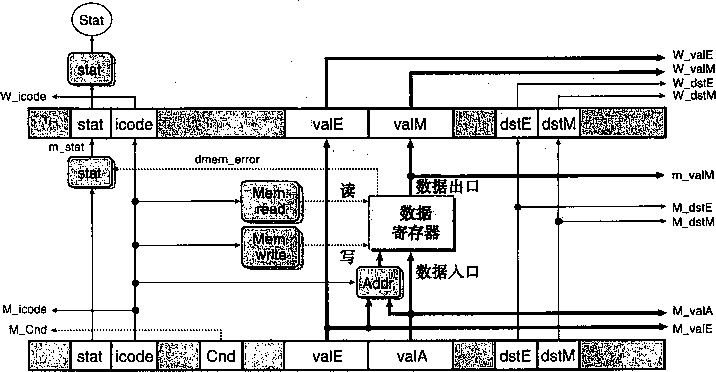 Stat
W_valE
stat
W_valM
W_dstE
W_icode
W_dstM
stat icode valE valM dstE dstM
m_stat
dmem_error
stat
数据出口
m_valM
Mem
read
读
数据
寄存器
M_dstE
M_dstM
Mem
write
写
数据入口
Addr
M_icode
M_valA
M_Cnd
M_valE
stat icode Cnd valE valA dstE dstM